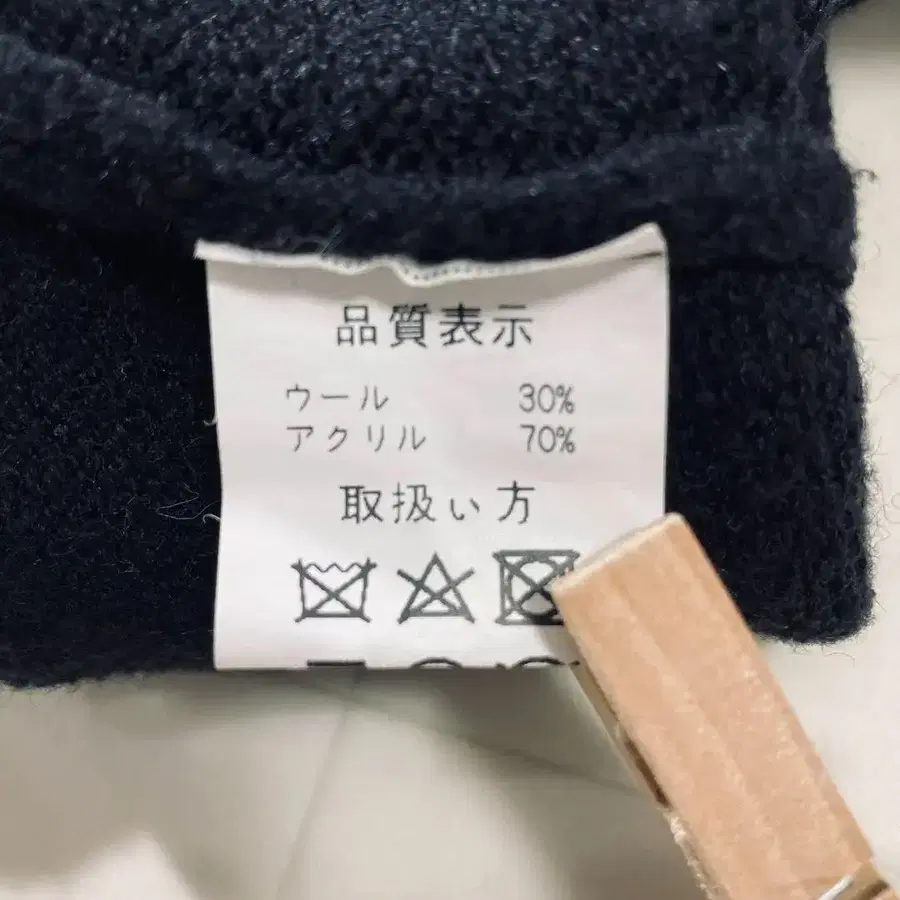 品質表示
ウール 30%
アクリル 70%
取扱い方